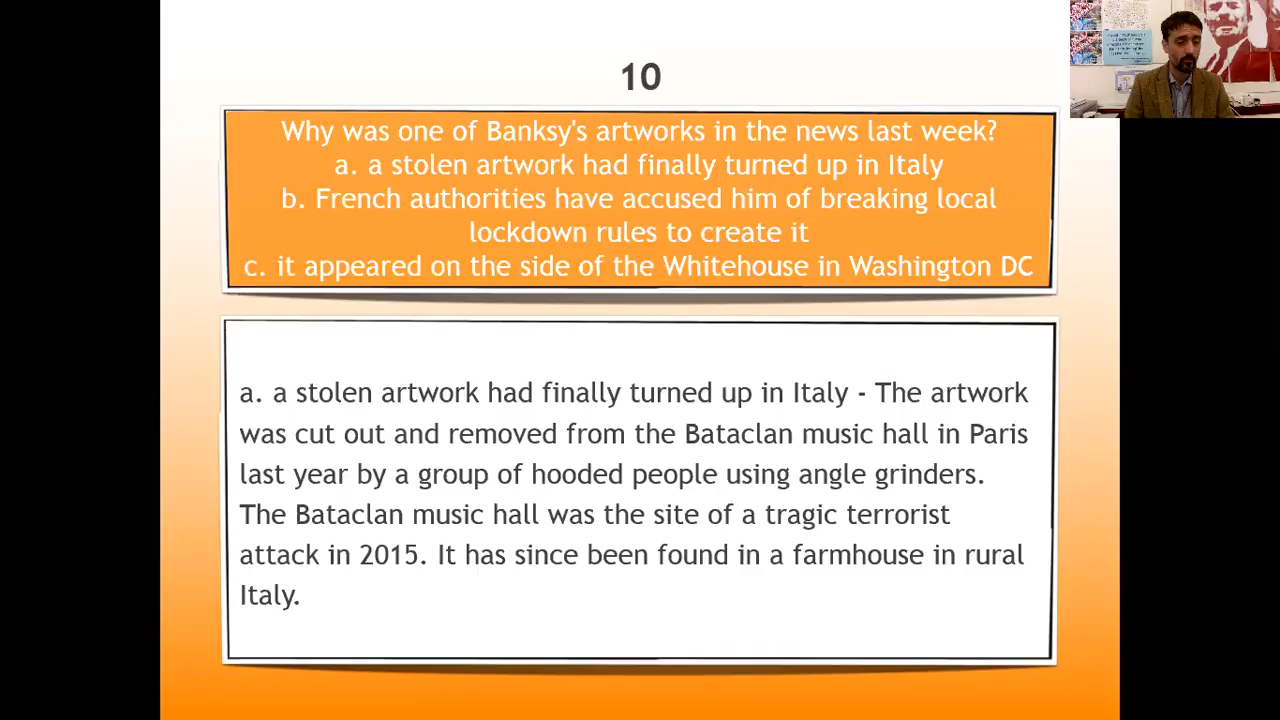 10
Why was one of Banksy's artworks in the news last week?
a. a stolen artwork had finally turned up in Italy
b. French authorities have accused him of breaking local
lockdown rules to create it
c. it appeared on the side of the Whitehouse in Washington DC
a. a stolen artwork had finally turned up in Italy - The artwork
was cut out and removed from the Bataclan music hall in Paris
last year by a group of hooded people using angle grinders.
The Bataclan music hall was the site of a tragic terrorist
attack in 2015. It has since been found in a farmhouse in rural
Italy.